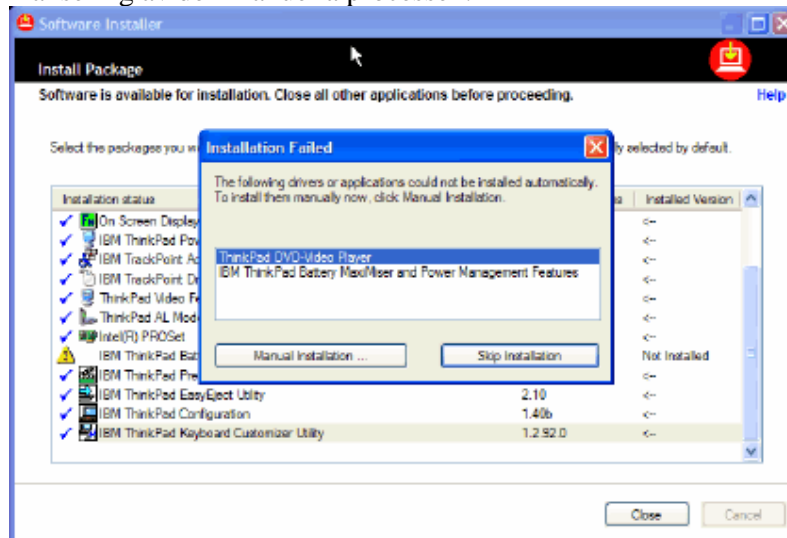 Software Installer
Install Package
Software is available for installation. Close all other applications before proceeding.
Help
Select the packages you w
ly selected by default.
Installation Failed
The following drivers or applications could not be installed automatically.
To install them manually now, click Manual Installation.
ThinkPad DVD-Video Player
IBM ThinkPad Battery MaxiMiser and Power Management Features
Manual Installation ...
Skip Installation
Installation status
Installed Version
On Screen Display
<--
IBM ThinkPad Pow
<--
IBM TrackPoint Ac
<--
IBM TrackPoint Dr
<--
ThinkPad Video Fe
<--
ThinkPad AL Mode
<--
Intel(R) PROSet
<--
IBM ThinkPad Bat
Not Installed
IBM ThinkPad Pre
<--
IBM ThinkPad EasyEject Utility 2.10 <--
IBM ThinkPad Configuration 1.40b <--
IBM ThinkPad Keyboard Customizer Utility 1.2.92.0 <--
Close
Cancel